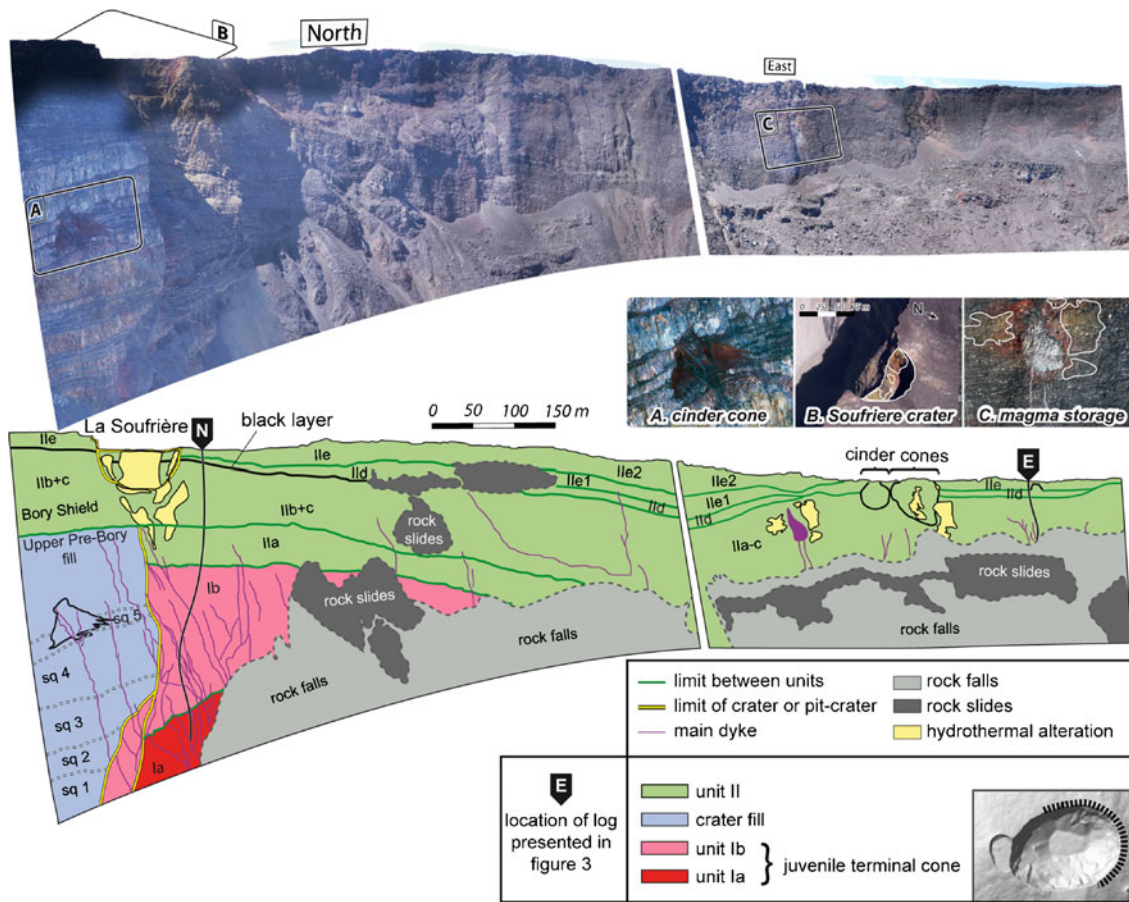 B
North
East
C
A
0 25 50 75 m
N
A. cinder cone
B. Soufriere crater
C. magma storage
0 50 100 150 m
La Soufrière
N
black layer
IIe
IIb+c
Bory Shield
Upper Pre-Bory
fill
sq 5
sq 4
sq 3
sq 2
sq 1
IIe
IId
IIb+c
IIa
Ib
Ia
rock
slides
rock slides
rock falls
rock falls
IIe2
IIe1
IId
cinder cones
E
IIe2
IIe1
IId
IIe
IId
IIa-c
rock slides
rock falls
limit between units
limit of crater or pit-crater
main dyke
rock falls
rock slides
hydrothermal alteration
E
location of log
presented in
figure 3
unit II
crater fill
unit Ib
unit Ia
juvenile terminal cone